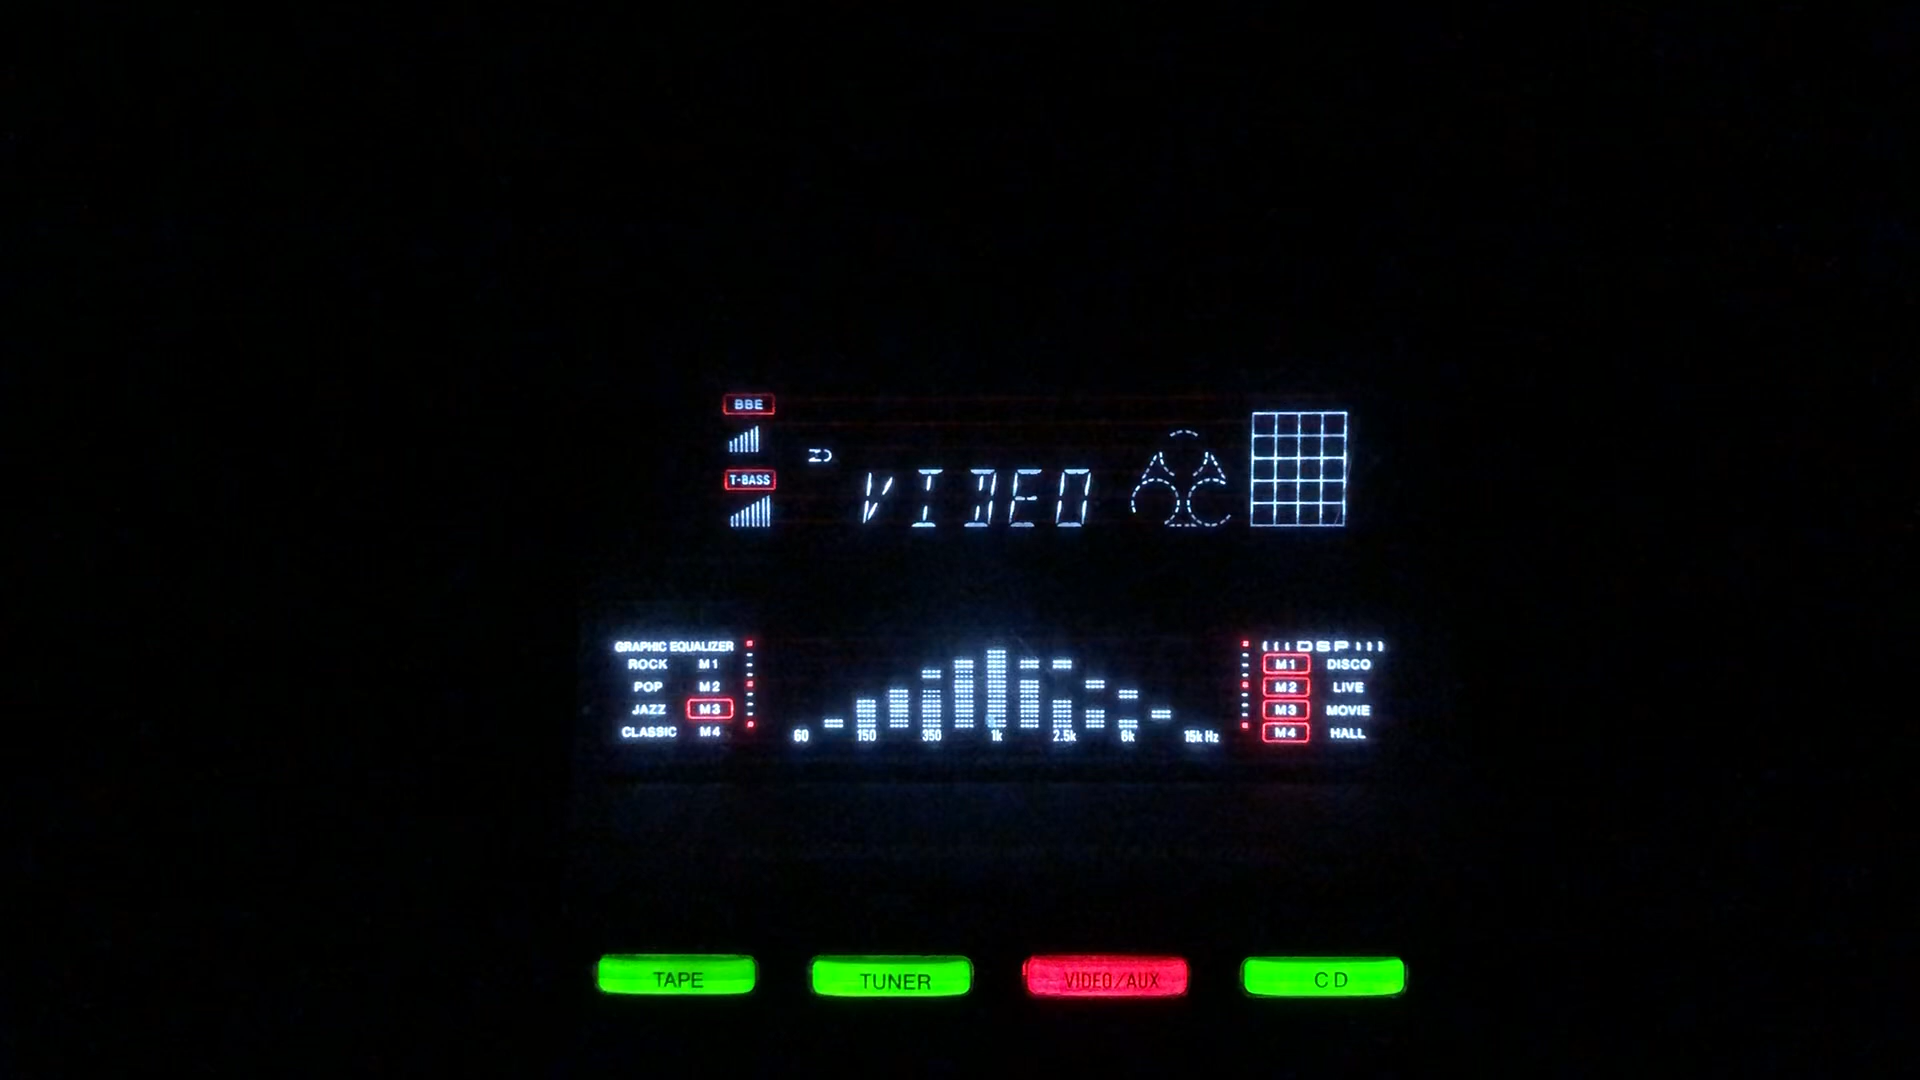 BBE
T-BASS
VIDEO
GRAPHIC EQUALIZER
ROCK M1
POP M2
JAZZ M3
CLASSIC M4
60 150 350 1k 2.5k 6k 15k Hz
DSP
M1 DISCO
M2 LIVE
M3 MOVIE
M4 HALL
TAPE TUNER VIDEO/AUX CD